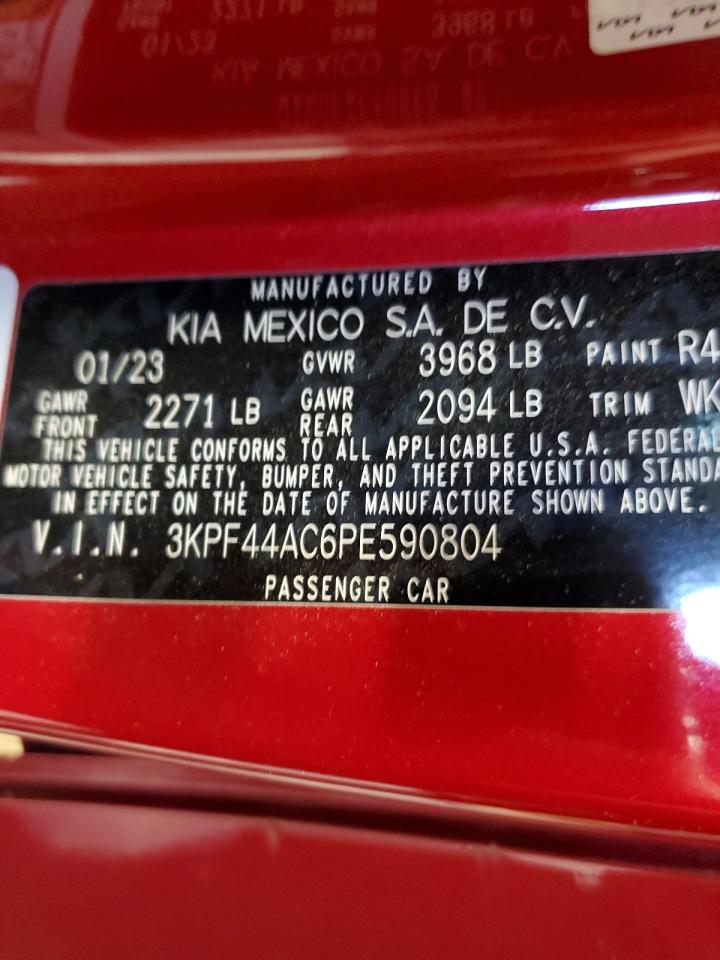 MANUFACTURED BY
KIA MEXICO S.A. DE C.V.
01/23 GVWR 3968 LB PAINT R4
GAWR FRONT 2271 LB GAWR REAR 2094 LB TRIM WK
THIS VEHICLE CONFORMS TO ALL APPLICABLE U.S.A. FEDERAL
MOTOR VEHICLE SAFETY, BUMPER, AND THEFT PREVENTION STANDA
IN EFFECT ON THE DATE OF MANUFACTURE SHOWN ABOVE.
V.I.N. 3KPF44AC6PE590804
PASSENGER CAR